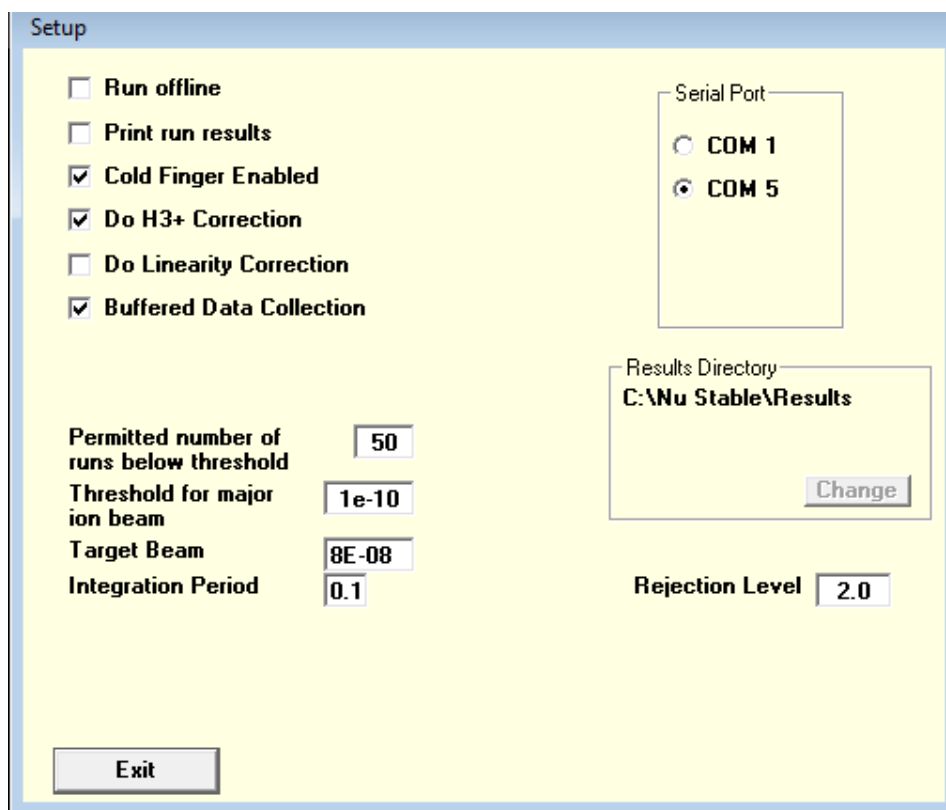 Setup
Run offline
Print run results
Cold Finger Enabled
Do H3+ Correction
Do Linearity Correction
Buffered Data Collection
Serial Port
COM 1
COM 5
Results Directory
C:\Nu Stable\Results
Change
Permitted number of
runs below threshold
50
Threshold for major
ion beam
1e-10
Target Beam
8E-08
Integration Period
0.1
Rejection Level
2.0
Exit